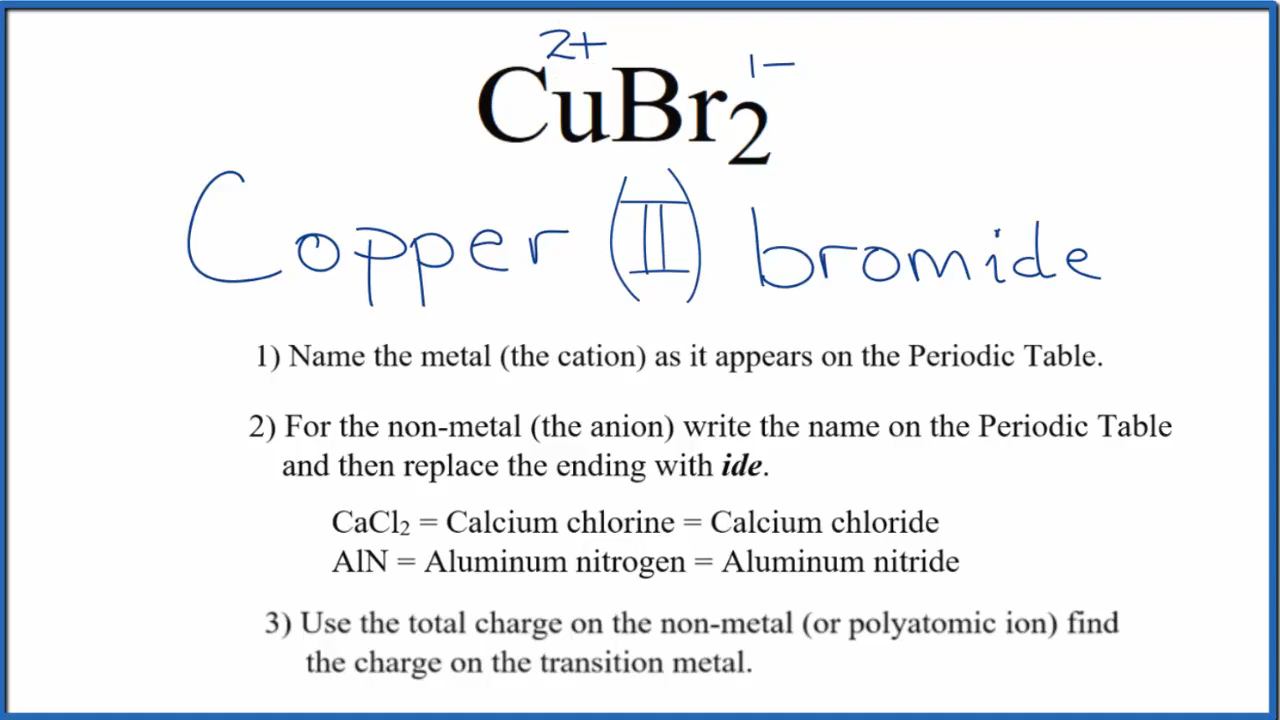 2+ 1-
CuBr₂
Copper (II) bromide
1) Name the metal (the cation) as it appears on the Periodic Table.
2) For the non-metal (the anion) write the name on the Periodic Table
and then replace the ending with ide.
CaCl₂ = Calcium chlorine = Calcium chloride
AlN = Aluminum nitrogen = Aluminum nitride
3) Use the total charge on the non-metal (or polyatomic ion) find
the charge on the transition metal.